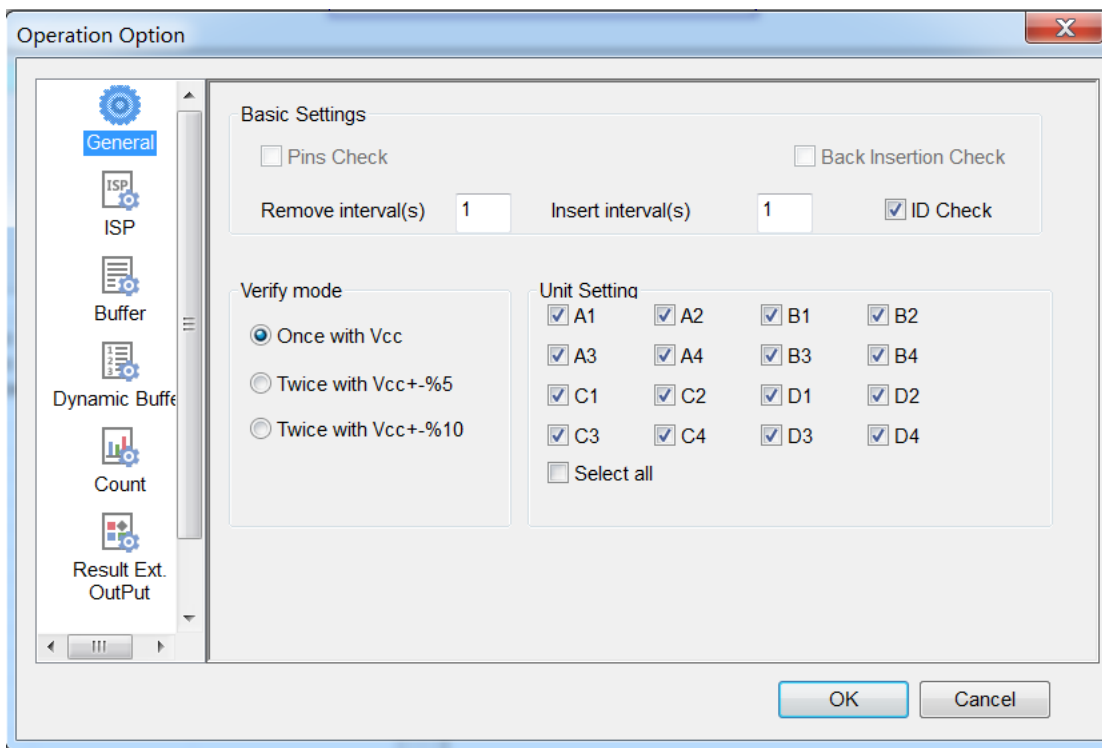 Operation Option
General
ISP
ISP
Buffer
1
2
3
Dynamic Buffe
Count
Result Ext.
OutPut
Basic Settings
Pins Check
Back Insertion Check
Remove interval(s) 1 Insert interval(s) 1 ID Check
Verify mode
Once with Vcc
Twice with Vcc+-%5
Twice with Vcc+-%10
Unit Setting
A1 A2 B1 B2
A3 A4 B3 B4
C1 C2 D1 D2
C3 C4 D3 D4
Select all
OK Cancel